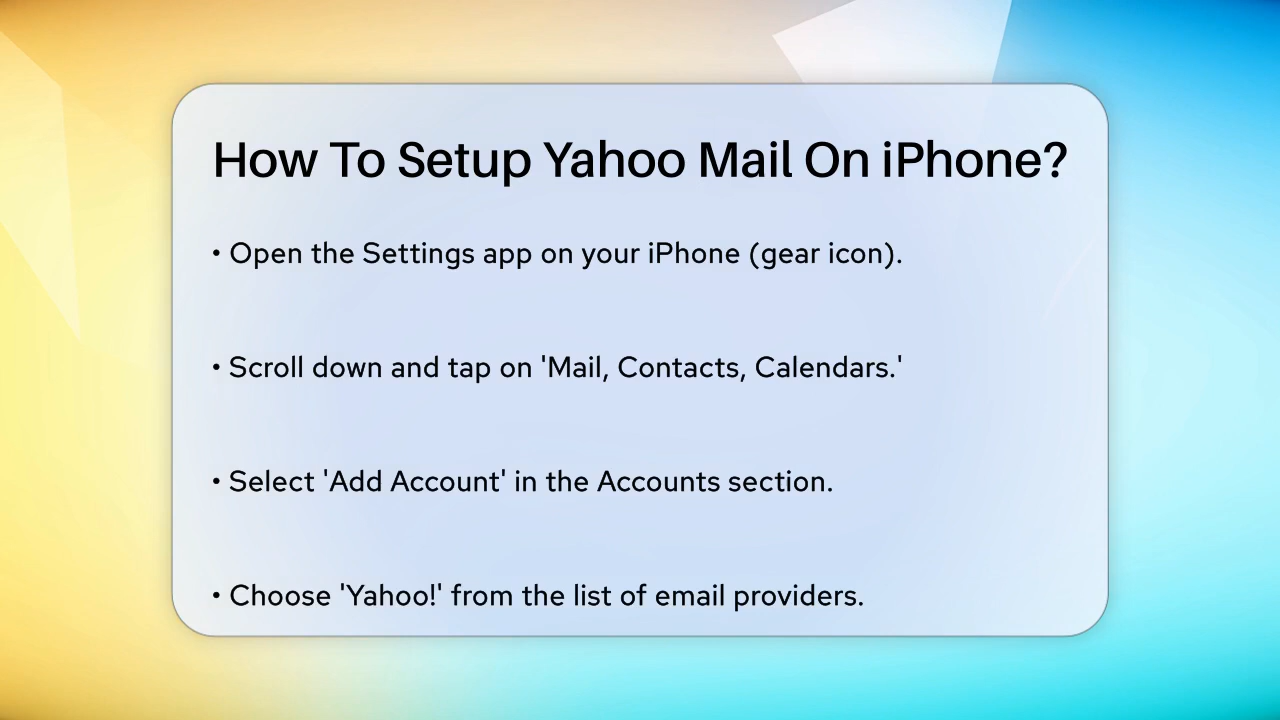 How To Setup Yahoo Mail On iPhone?
• Open the Settings app on your iPhone (gear icon).
• Scroll down and tap on 'Mail, Contacts, Calendars.'
• Select 'Add Account' in the Accounts section.
• Choose 'Yahoo!' from the list of email providers.